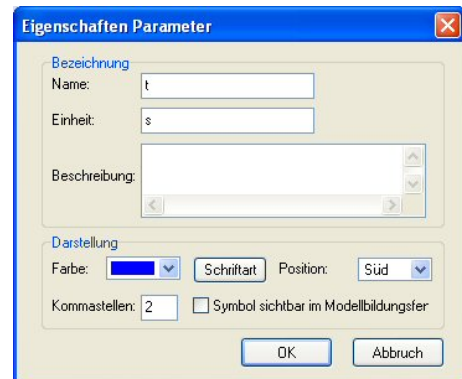 Eigenschaften Parameter
Bezeichnung
Name: t
Einheit: s
Beschreibung:
Darstellung
Farbe: Schriftart Position: Süd
Kommastellen: 2 Symbol sichtbar im Modellbildungsfer
OK Abbruch